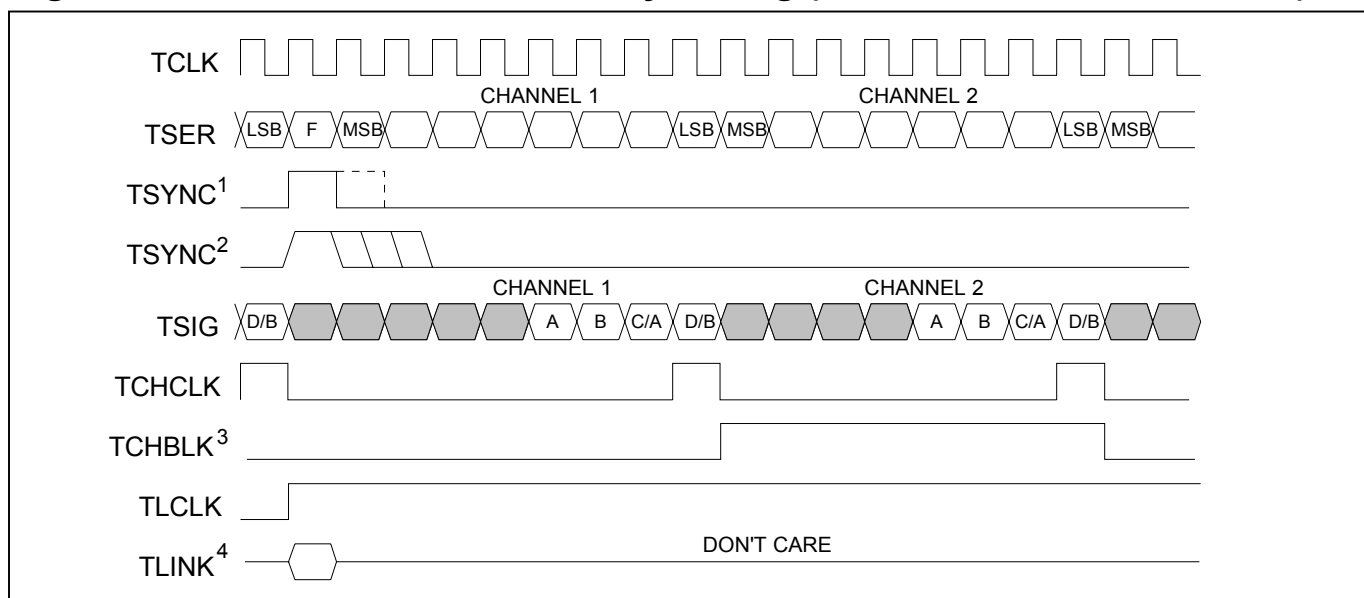 TCLK
CHANNEL 1 CHANNEL 2
TSER LSB F MSB LSB MSB LSB MSB
TSYNC1
TSYNC2
CHANNEL 1 CHANNEL 2
TSIG D/B A B C/A D/B A B C/A D/B
TCHCLK
TCHBLK3
TLCLK
DON'T CARE
TLINK4